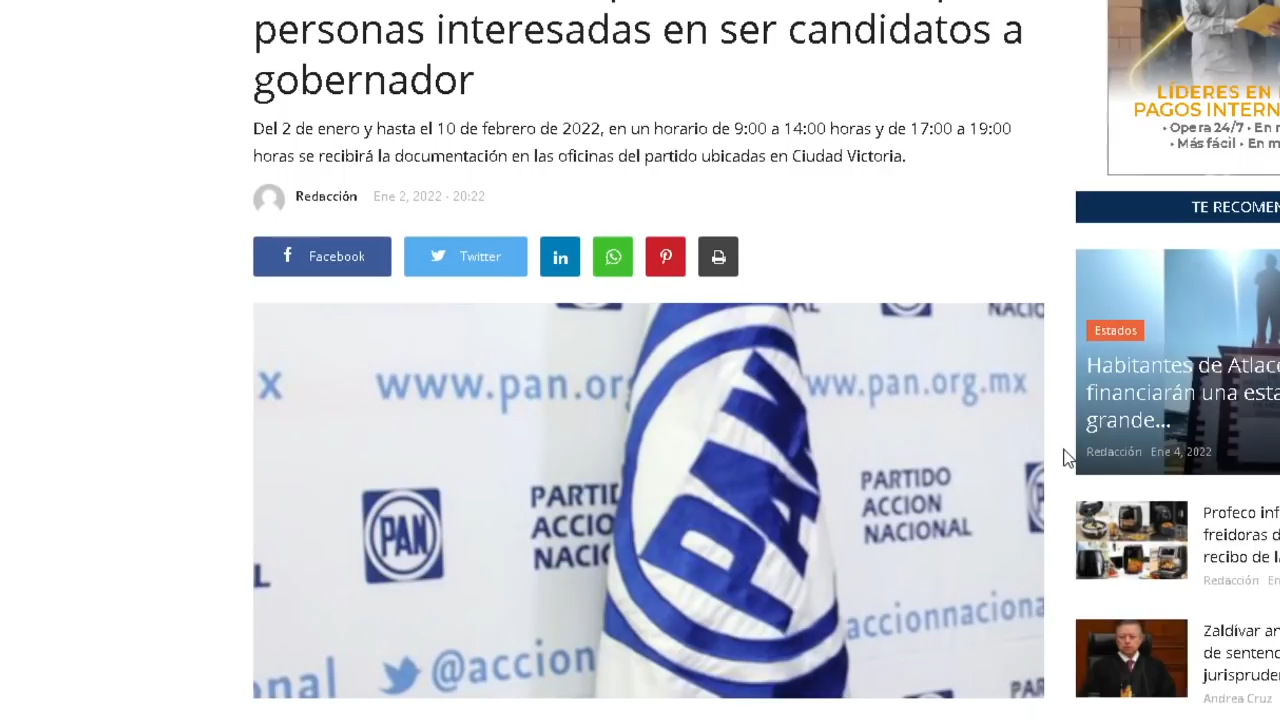 personas interesadas en ser candidatos a
gobernador
Del 2 de enero y hasta el 10 de febrero de 2022, en un horario de 9:00 a 14:00 horas y de 17:00 a 19:00
horas se recibirá la documentación en las oficinas del partido ubicadas en Ciudad Victoria.
Redacción Ene 2, 2022 - 20:22
Facebook
Twitter
in
x
www.pan.org
www.pan.org.mx
PAN
PARTIDO
ACCION
NACIONAL
PAN
@accion
accionnaciona
LÍDERES EN
PAGOS INTERN
• Opera 24/7 • En
• Más fácil • En
TE RECOMEN
Estados
Habitantes de Atlac
financiarán una esta
grande...
Redacción Ene 4, 2022
Profeco inf
freidoras d
recibo de l
Redacción En
Zaldívar an
de sentenc
jurisprude
Andrea Cruz